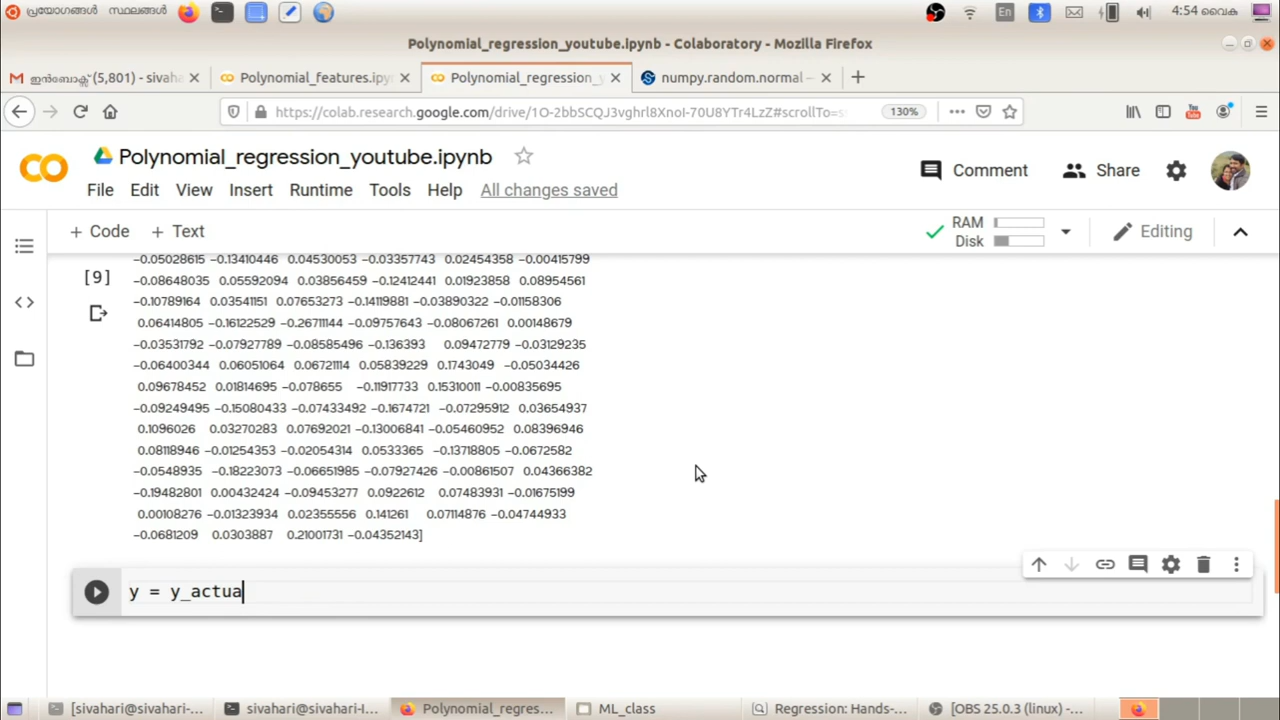 പ്രയോഗങ്ങൾ സ്ഥലങ്ങൾ En 4:54 വൈക
Polynomial_regression_youtube.ipynb - Colaboratory - Mozilla Firefox
M ഇൻബോക്സ് (5,801) - sivaha Polynomial_features.ipy Polynomial_regression_y numpy.random.normal — +
https://colab.research.google.com/drive/1O-2bbSCQJ3vghrl8XnoI-70U8YTr4LzZ#scrollTo=s 130%
Polynomial_regression_youtube.ipynb
Comment Share
File Edit View Insert Runtime Tools Help All changes saved
+ Code + Text RAM Disk Editing
-0.05028615 -0.13410446 0.04530053 -0.03357743 0.02454358 -0.00415799
[9] -0.08648035 0.05592094 0.03856459 -0.12412441 0.01923858 0.08954561
-0.10789164 0.03541151 0.07653273 -0.14119881 -0.03890322 -0.01158306
0.06414805 -0.16122529 -0.26711144 -0.09757643 -0.08067261 0.00148679
-0.03531792 -0.07927789 -0.08585496 -0.136393 0.09472779 -0.03129235
-0.06400344 0.06051064 0.06721114 0.05839229 0.1743049 -0.05034426
0.09678452 0.01814695 -0.078655 -0.11917733 0.15310011 -0.00835695
-0.09249495 -0.15080433 -0.07433492 -0.1674721 -0.07295912 0.03654937
0.1096026 0.03270283 0.07692021 -0.13006841 -0.05460952 0.08396946
0.08118946 -0.01254353 -0.02054314 0.0533365 -0.13718805 -0.0672582
-0.0548935 -0.18223073 -0.06651985 -0.07927426 -0.00861507 0.04366382
-0.19482801 0.00432424 -0.09453277 0.0922612 0.07483931 -0.01675199
0.00108276 -0.01323934 0.02355556 0.141261 0.07114876 -0.04744933
-0.0681209 0.0303887 0.21001731 -0.04352143]
y = y_actua
[sivahari@sivahari-... sivahari@sivahari-I... Polynomial_regres... ML_class Regression: Hands-... [OBS 25.0.3 (linux) -...